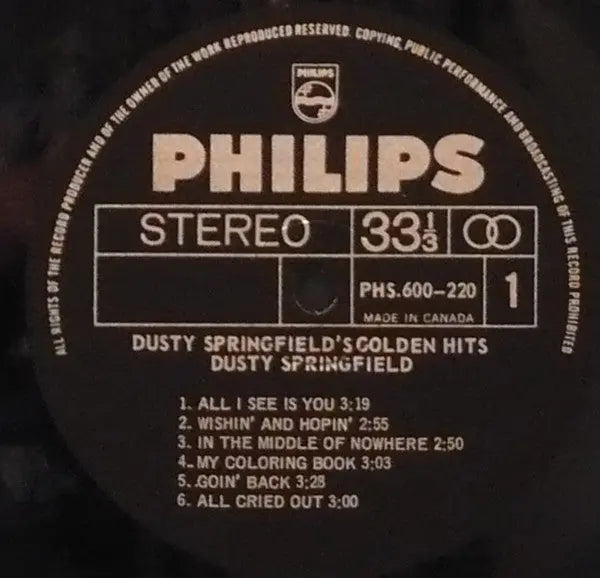 ALL RIGHTS OF THE RECORD PRODUCER AND OF THE OWNER OF THE WORK REPRODUCED RESERVED. COPYING, PUBLIC PERFORMANCE AND BROADCASTING OF THIS RECORD PROHIBITED
PHILIPS
PHILIPS
STEREO 33⅓
PHS.600-220 1
MADE IN CANADA
DUSTY SPRINGFIELD'S GOLDEN HITS
DUSTY SPRINGFIELD
1. ALL I SEE IS YOU 3:19
2. WISHIN' AND HOPIN' 2:55
3. IN THE MIDDLE OF NOWHERE 2:50
4. MY COLORING BOOK 3:03
5. .GOIN' BACK 3:28
6. ALL CRIED OUT 3:00